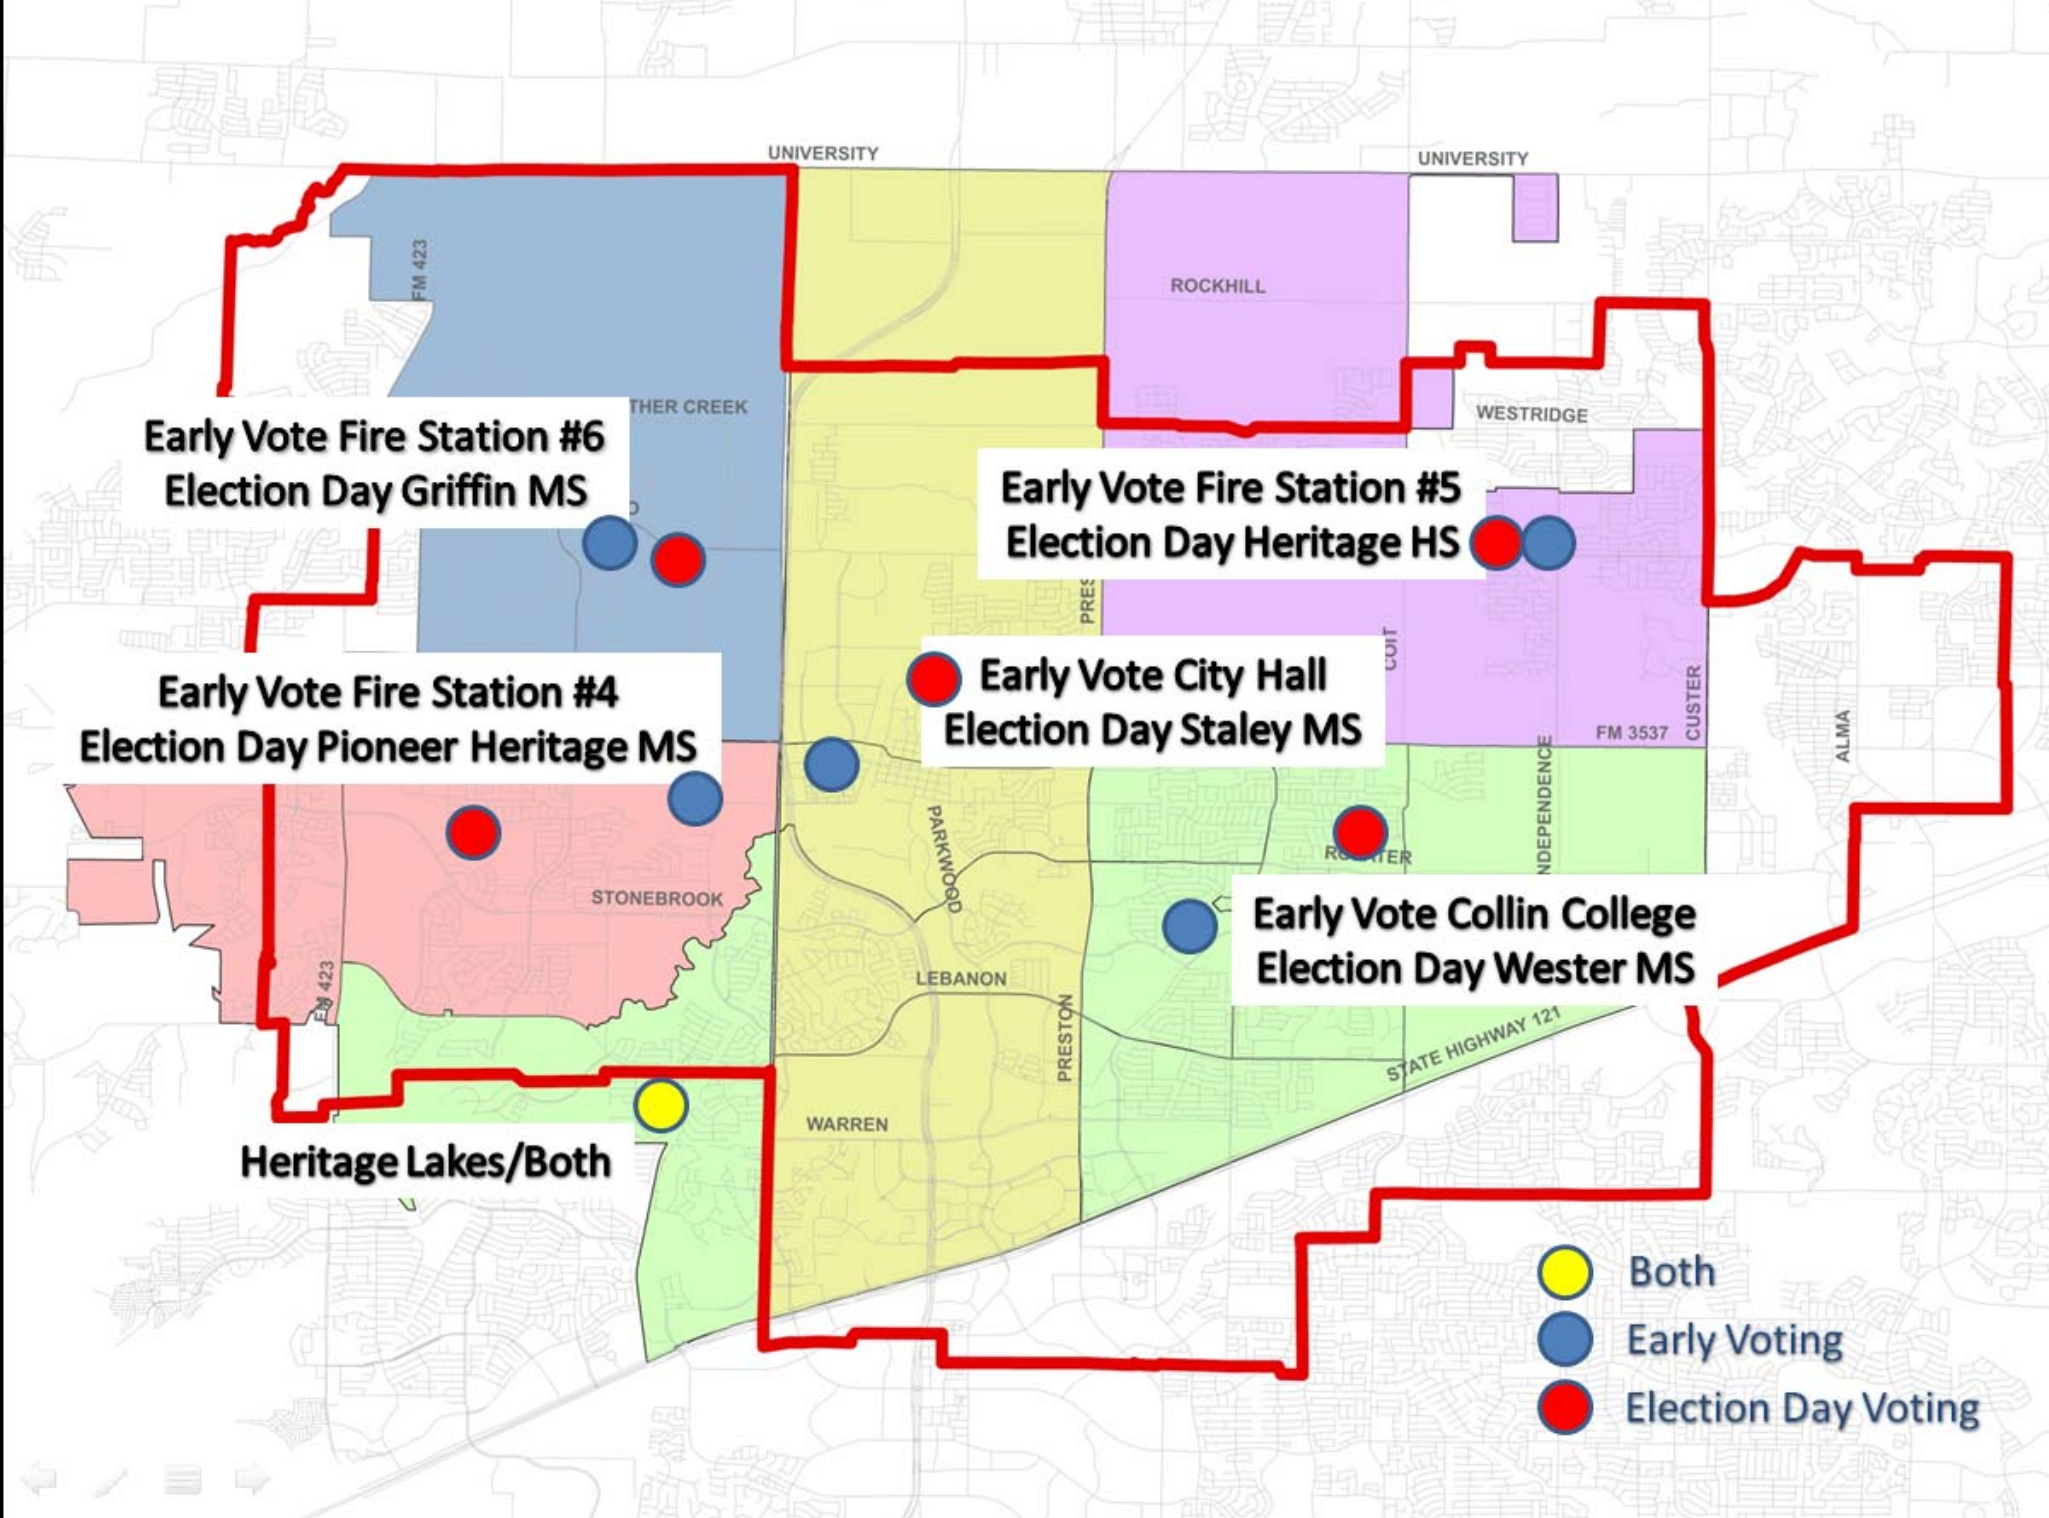 UNIVERSITY
UNIVERSITY
FM 423
ROCKHILL
THER CREEK
WESTRIDGE
Early Vote Fire Station #6
Election Day Griffin MS
Early Vote Fire Station #5
Election Day Heritage HS
PRES
COIT
CUSTER
ALMA
FM 3537
Early Vote Fire Station #4
Election Day Pioneer Heritage MS
Early Vote City Hall
Election Day Staley MS
NDEPENDENCE
PARKWOOD
STONEBROOK
Early Vote Collin College
Election Day Wester MS
FM 423
LEBANON
PRESTON
STATE HIGHWAY 121
WARREN
Heritage Lakes/Both
Both
Early Voting
Election Day Voting